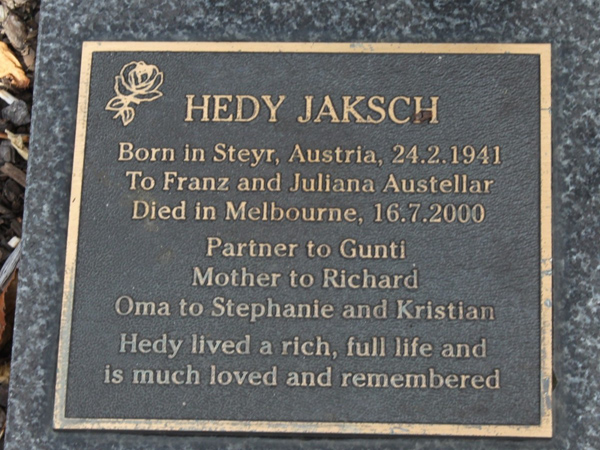 HEDY JAKSCH
Born in Steyr, Austria, 24.2.1941
To Franz and Juliana Austellar
Died in Melbourne, 16.7.2000
Partner to Gunti
Mother to Richard
Oma to Stephanie and Kristian
Hedy lived a rich, full life and
is much loved and remembered